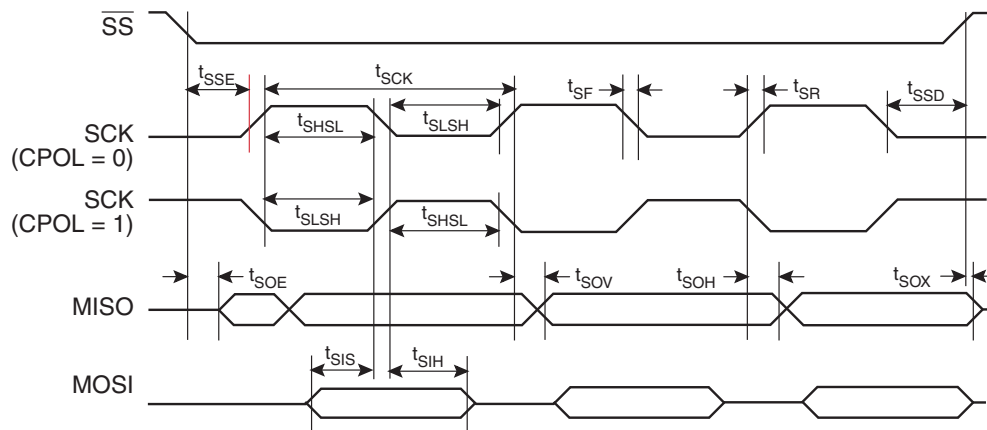 SS
tSSE
tSCK
tSF
tSR
tSSD
SCK
(CPOL = 0)
tSHSL
tSLSH
SCK
(CPOL = 1)
tSLSH
tSHSL
tSOE
tSOV
tSOH
tSOX
MISO
tSIS
tSIH
MOSI